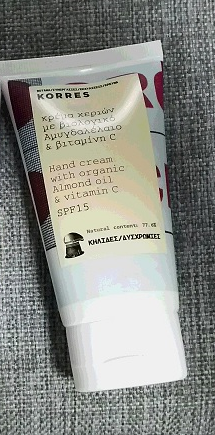 KORRES
κρέμα χεριών
με βιολογικό
Αμυγδαλέλαιο
& βιταμίνη C
Hand cream
with organic
Almond oil
& vitamin C
SPF15
Natural content: 77.
ΚΗΛΙΔΕΣ/ΔΥΣΧΡΩΜΙΕΣ